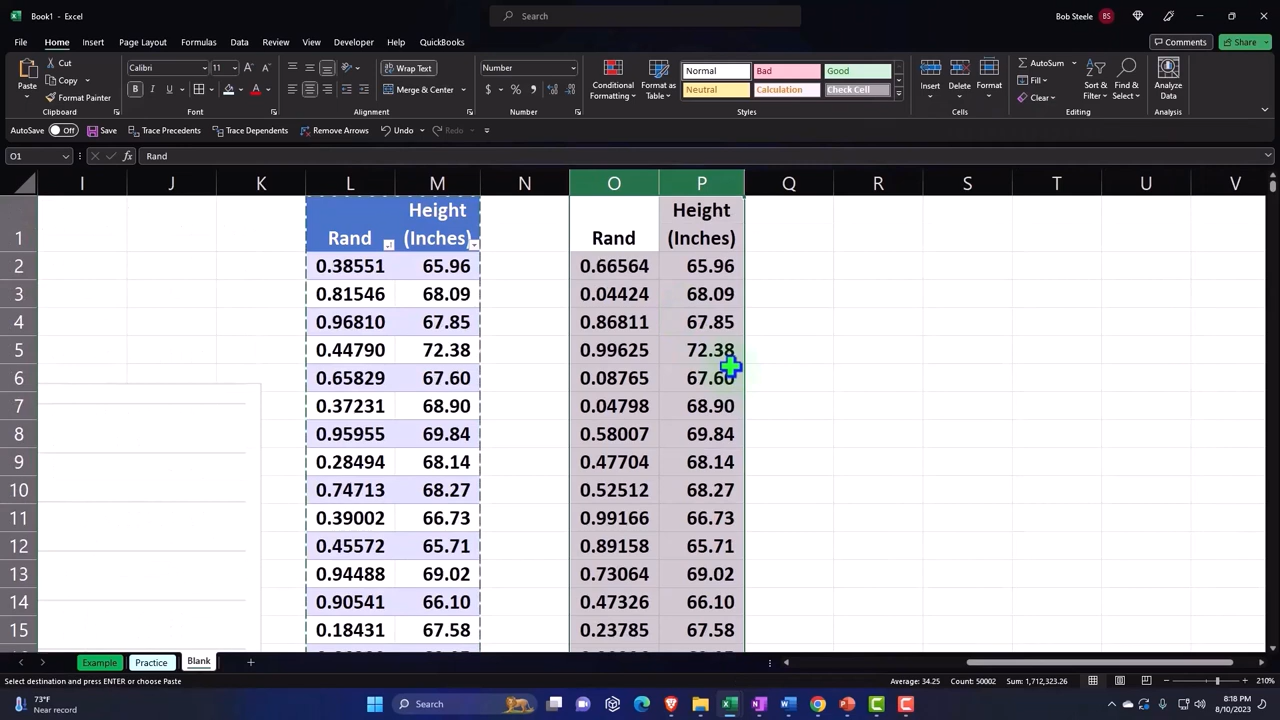 Book1 - Excel
Search
Bob Steele BS
File Home Insert Page Layout Formulas Data Review View Developer Help QuickBooks
Comments Share
Paste Cut Copy Format Painter
Calibri 11
Wrap Text Merge & Center
Number
Conditional Formatting Format as Table
Normal Bad Good
Neutral Calculation Check Cell
Insert Delete Format
AutoSum Fill Clear
Sort & Filter Find & Select
Analyze Data
Clipboard Font Alignment Number Styles Cells Editing Analysis
AutoSave Off Save Trace Precedents Trace Dependents Remove Arrows Undo
O1 fx Rand
I J K L M N O P Q R S T U V
1 Rand Height (Inches) Rand Height (Inches)
2 0.38551 65.96 0.66564 65.96
3 0.81546 68.09 0.04424 68.09
4 0.96810 67.85 0.86811 67.85
5 0.44790 72.38 0.99625 72.38
6 0.65829 67.60 0.08765 67.60
7 0.37231 68.90 0.04798 68.90
8 0.95955 69.84 0.58007 69.84
9 0.28494 68.14 0.47704 68.14
10 0.74713 68.27 0.52512 68.27
11 0.39002 66.73 0.99166 66.73
12 0.45572 65.71 0.89158 65.71
13 0.94488 69.02 0.73064 69.02
14 0.90541 66.10 0.47326 66.10
15 0.18431 67.58 0.23785 67.58
Example Practice Blank
Select destination and press ENTER or choose Paste
Average: 34.25 Count: 50002 Sum: 1,712,323.26
210%
73°F
Near record
Search
8:18 PM
8/10/2023